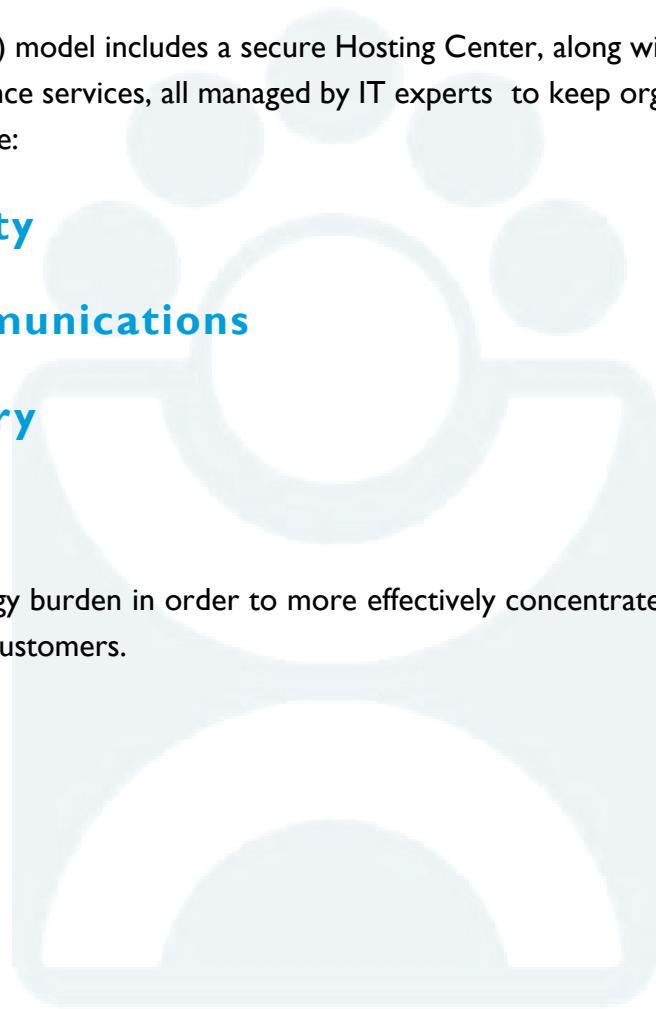 ) model includes a secure Hosting Center, along wi
nce services, all managed by IT experts  to keep org
e:
ty
munications
ry
gy burden in order to more effectively concentrate
ustomers.